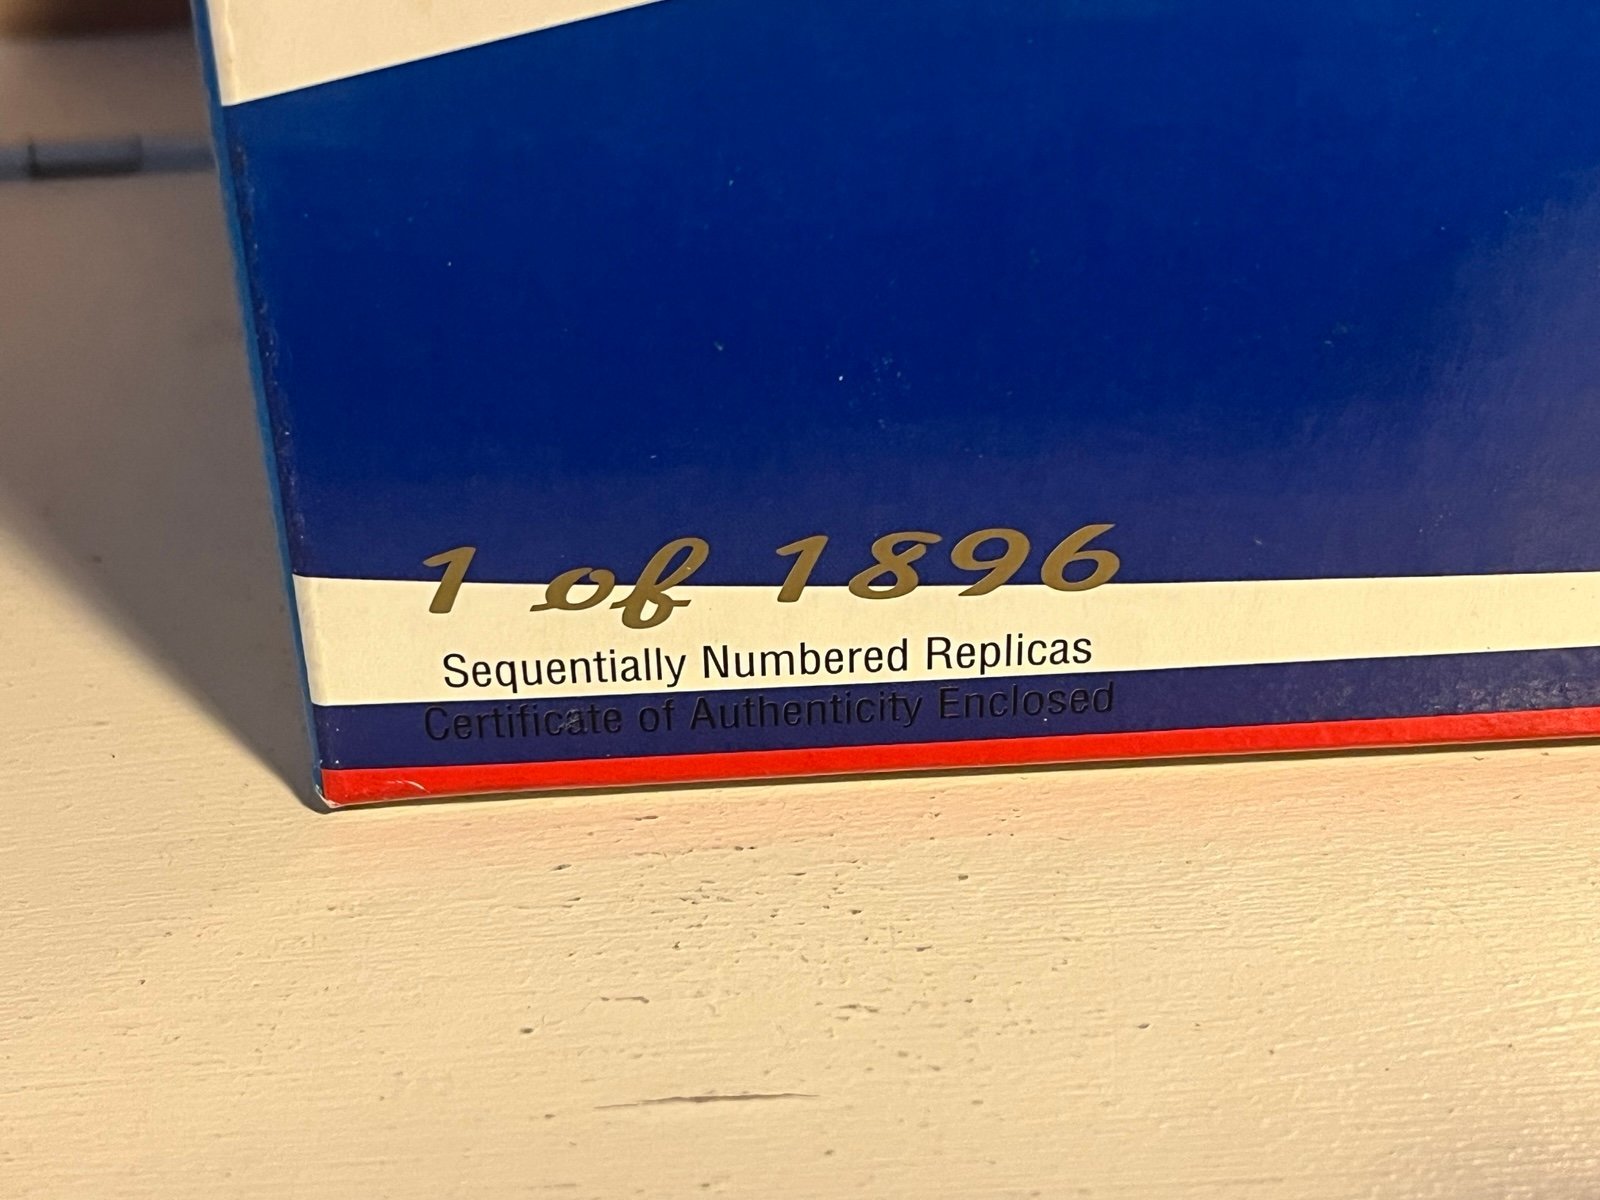 1 of 1896
Sequentially Numbered Replicas
Certificate of Authenticity Enclosed